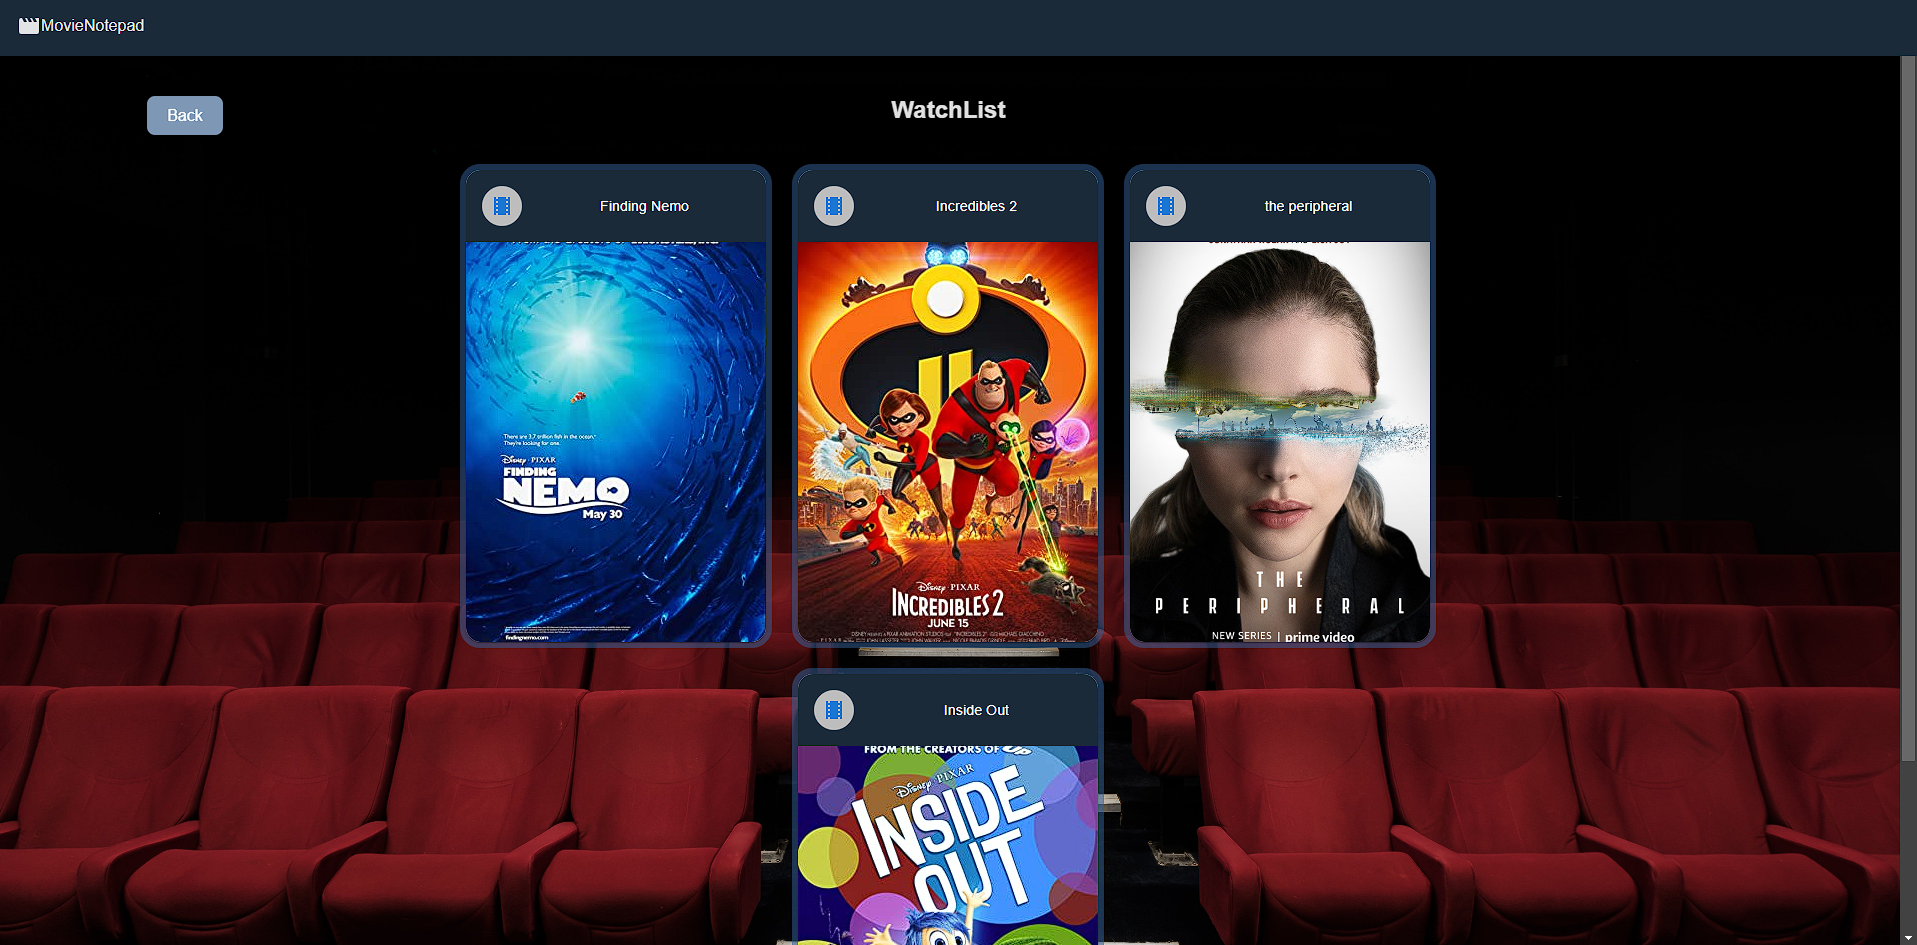 MovieNotepad
Back
WatchList
Finding Nemo
Incredibles 2
the peripheral
There are 3.7 trillion fish in the ocean.
They're looking for one.
Disney · PIXAR
FINDING
NEMO
May 30
findingnemo.com
Disney · PIXAR
INCREDIBLES 2
JUNE 15
THE
PERIPHERAL
NEW SERIES | prime video
Inside Out
FROM THE CREATORS OF UP
Disney · PIXAR
INSIDE
OUT